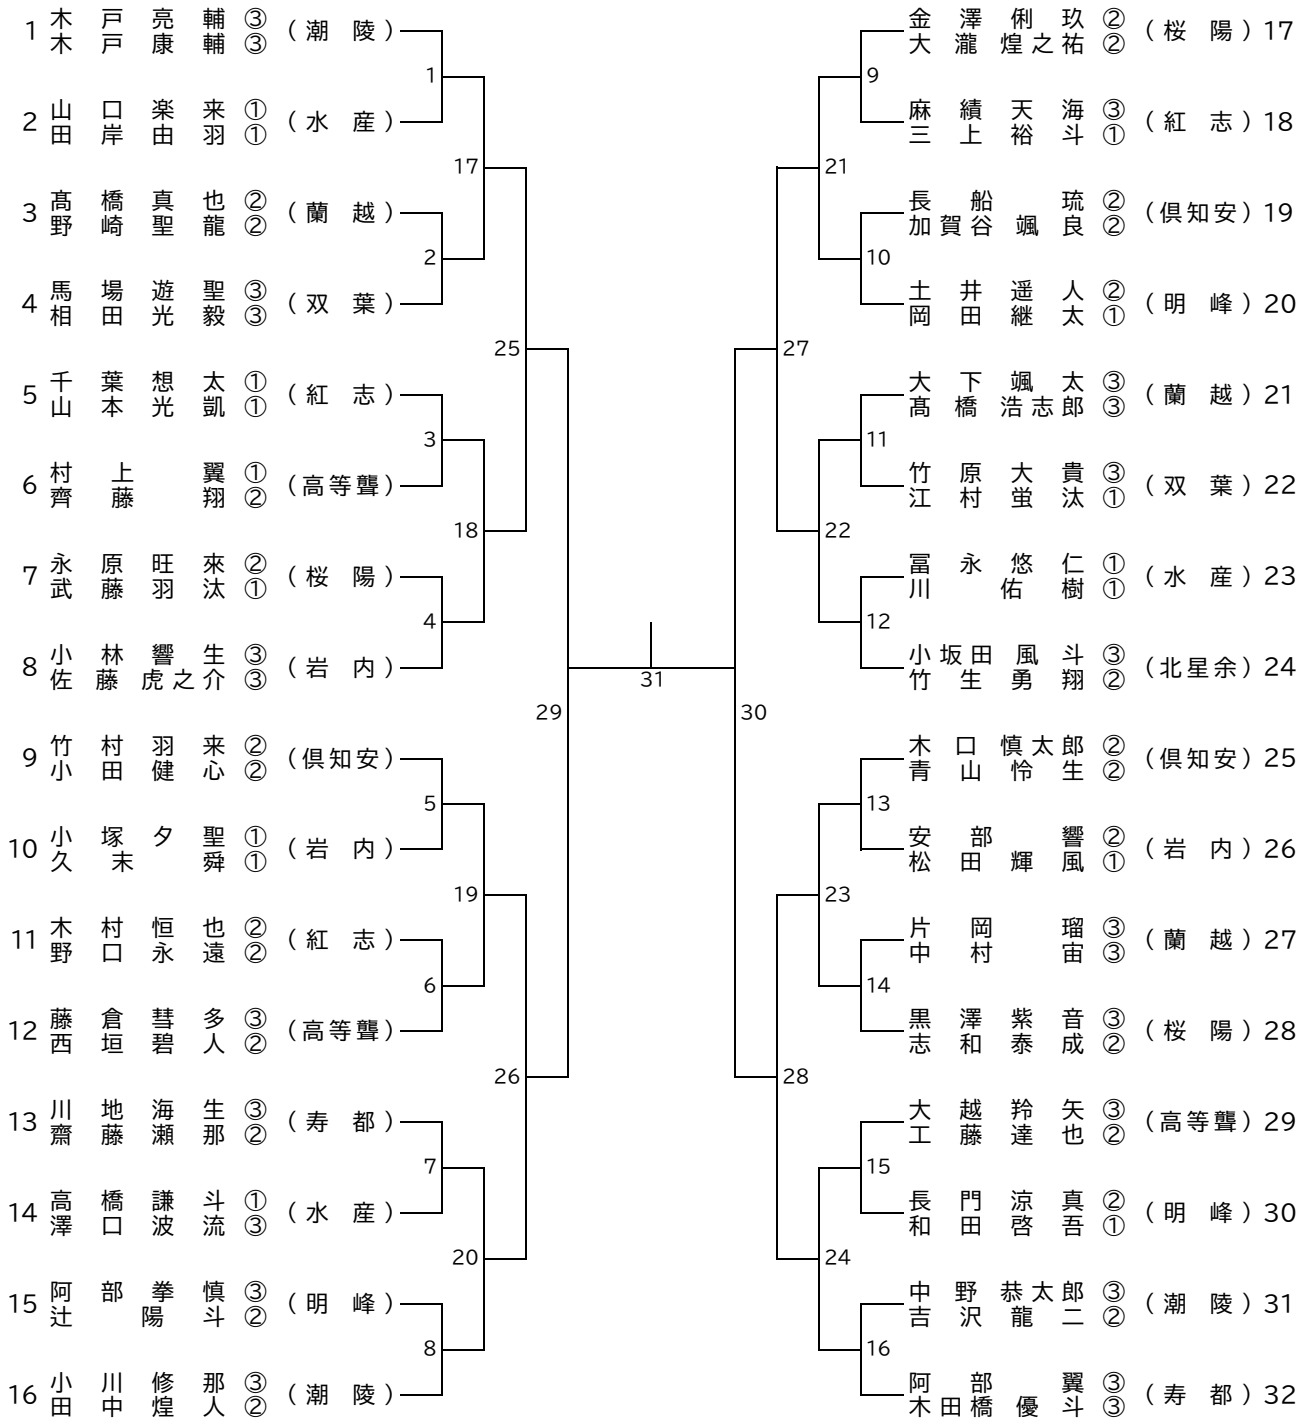 1 木戸亮輔③ (潮陵)
木戸康輔③
2 山口楽来① (水産)
田岸由羽①
3 髙橋真也② (蘭越)
野崎聖龍②
4 馬場遊聖③ (双葉)
相田光毅③
5 千葉想太① (紅志)
山本光凱①
6 村上翼① (高等聾)
齊藤翔②
7 永原旺來② (桜陽)
武藤羽汰①
8 小林響生③ (岩内)
佐藤虎之介③
9 竹村羽来② (倶知安)
小田健心②
10 小塚夕聖① (岩内)
久末舜①
11 木村恒也② (紅志)
野口永遠②
12 藤倉彗多③ (高等聾)
西垣碧人②
13 川地海生③ (寿都)
齋藤瀬那②
14 高橋謙斗① (水産)
澤口波流③
15 阿部拳慎③ (明峰)
辻陽斗②
16 小川修那③ (潮陵)
田中煌人②
1
2
3
4
5
6
7
8
17
18
19
20
25
26
29
31
30
27
28
21
22
23
24
9
10
11
12
13
14
15
16
金澤俐玖② (桜陽) 17
大瀧煌之祐②
麻績天海③ (紅志) 18
三上裕斗①
長船琉② (倶知安) 19
加賀谷颯良②
土井遥人② (明峰) 20
岡田継太①
大下颯太③ (蘭越) 21
髙橋浩志郎③
竹原大貴③ (双葉) 22
江村蛍汰①
冨永悠仁① (水産) 23
川佑樹①
小坂田風斗③ (北星余) 24
竹生勇翔②
木口慎太郎② (倶知安) 25
青山怜生②
安部響② (岩内) 26
松田輝風①
片岡瑠③ (蘭越) 27
中村宙③
黒澤紫音③ (桜陽) 28
志和泰成②
大越羚矢③ (高等聾) 29
工藤達也②
長門涼真② (明峰) 30
和田啓吾①
中野恭太郎③ (潮陵) 31
吉沢龍二②
阿部翼③ (寿都) 32
木田橋優斗③